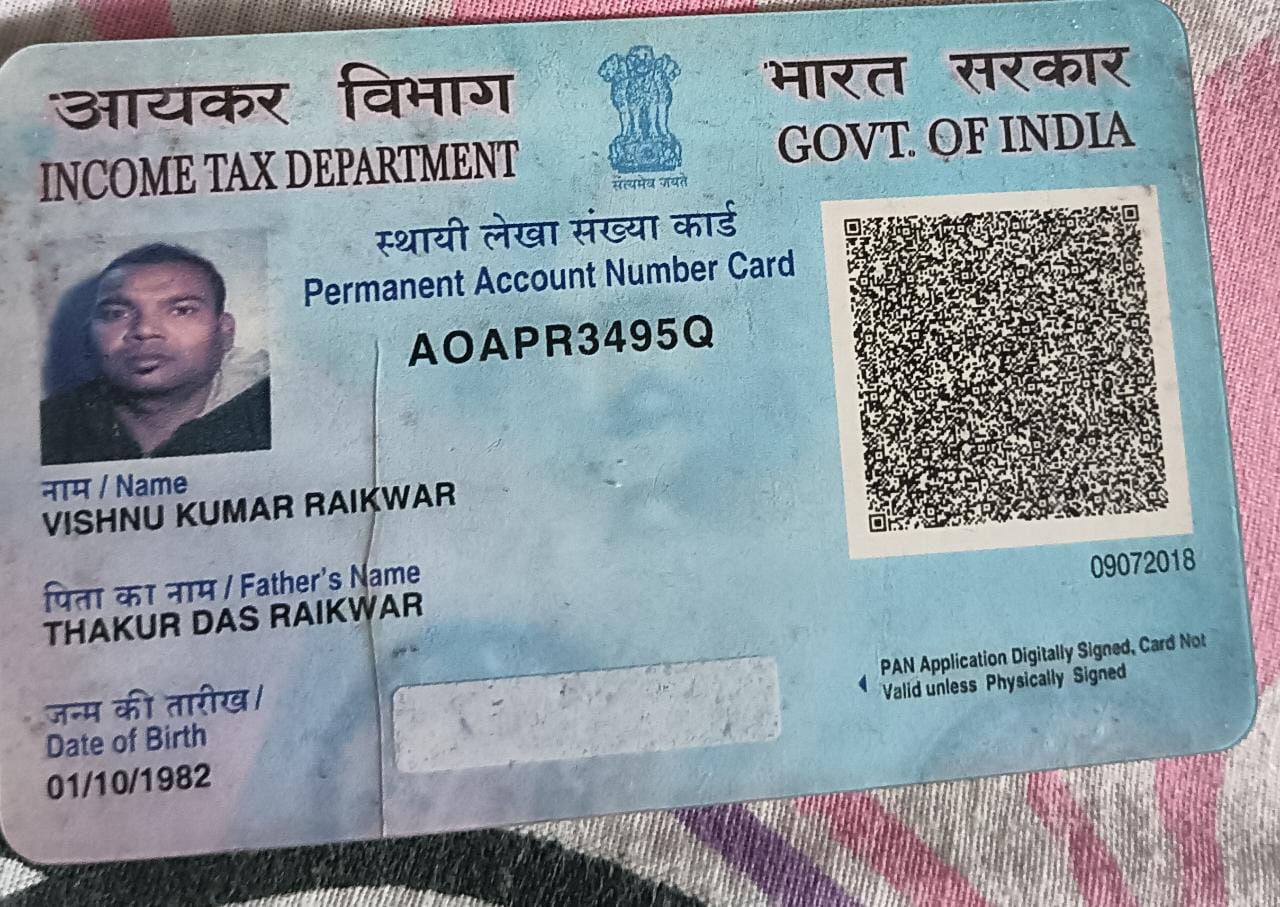 आयकर विभाग
INCOME TAX DEPARTMENT
सत्यमेव जयते
भारत सरकार
GOVT. OF INDIA
स्थायी लेखा संख्या कार्ड
Permanent Account Number Card
AOAPR3495Q
नाम / Name
VISHNU KUMAR RAIKWAR
पिता का नाम / Father's Name
THAKUR DAS RAIKWAR
जन्म की तारीख /
Date of Birth
01/10/1982
09072018
PAN Application Digitally Signed, Card Not
Valid unless Physically Signed